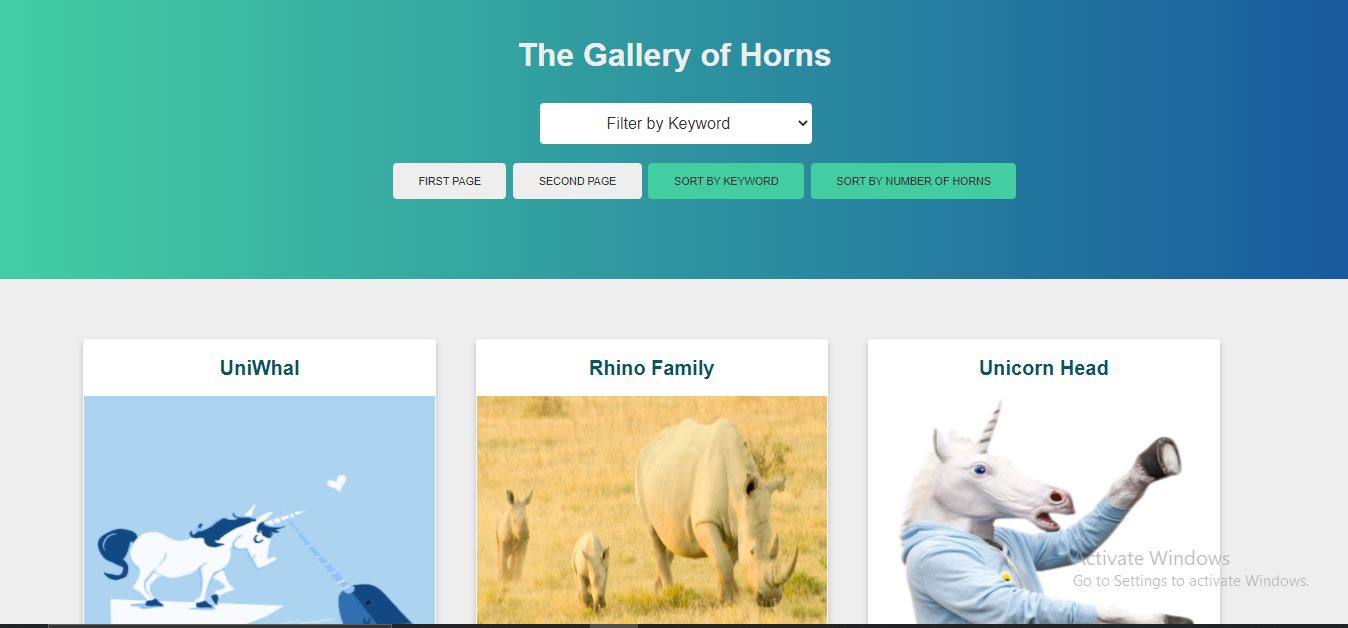 The Gallery of Horns
Filter by Keyword
FIRST PAGE
SECOND PAGE
SORT BY KEYWORD
SORT BY NUMBER OF HORNS
UniWhal
Rhino Family
Unicorn Head
Activate Windows
Go to Settings to activate Windows.